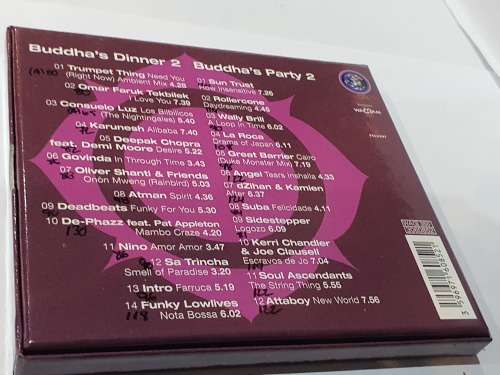 Buddha's Dinner 2
01 Trumpet Thing Need You
(Right Now) Ambient Mix 4.28
02 Omar Faruk Tekbilek
I Love You 7.39
03 Consuelo Luz Los Bilbilicos
(The Nightingales) 5.40
04 Karunesh Alibaba 7.40
05 Deepak Chopra
feat. Demi Moore Desire 5.22
06 Govinda In Through Time 3.43
07 Oliver Shanti & Friends
Onon Mweng (Rainbird) 5.03
08 Atman Spirit 4.36
09 Deadbeats Funky For You 5.30
10 De-Phazz feat. Pat Appleton
Mambo Craze 4.20
11 Nino Amor Amor 3.47
12 Sa Trincha
Smell of Paradise 3.20
13 Intro Farruca 5.19
14 Funky Lowlives
Nota Bossa 6.02
Buddha's Party 2
01 Sun Trust
How Insensitive 7.28
02 Rollercone
Daydreaming 4.45
03 Wally Brill
A Loop In Time 6.02
04 La Roca
Drama of Japan 6.11
06 Great Barrier Cairo
(Duke Monster Mix) 7.19
Angel Tears Inshalla 4.33
07 dZihan & Kamien
After 6.37
08 Suba Felicidade 4.11
09 Sidestepper
Logozo 6.09
10 Kerri Chandler
& Joe Claussell
Escravos de Jo 7.04
11 Soul Ascendants
The String Thing 5.55
12 Attaboy New World 7.56
WAGRAM
3 596971 698521